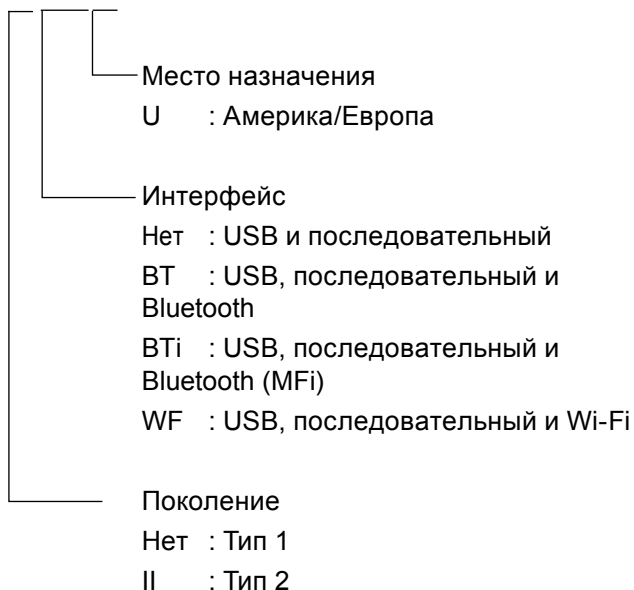 Место назначения
U : Америка/Европа
Интерфейс
Нет : USB и последовательный
BT : USB, последовательный и
Bluetooth
BTi : USB, последовательный и
Bluetooth (MFi)
WF : USB, последовательный и Wi-Fi
Поколение
Нет : Тип 1
II : Тип 2